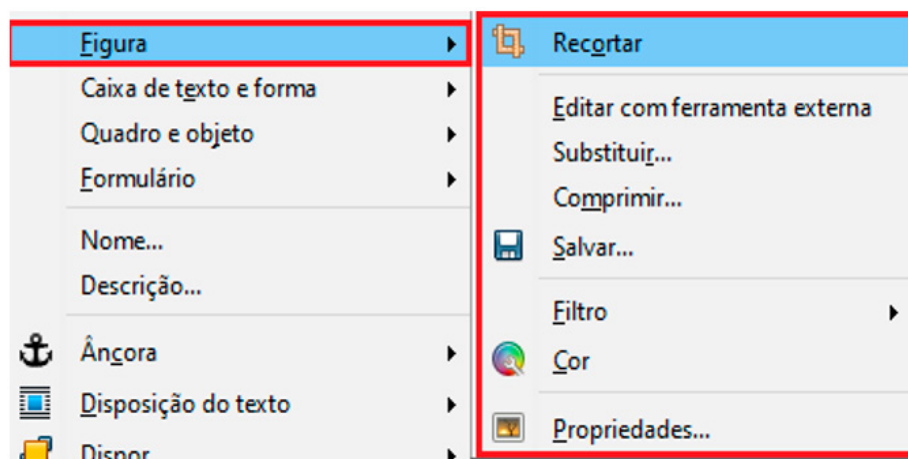 Figura
Caixa de texto e forma
Quadro e objeto
Formulário
Nome...
Descrição...
Âncora
Disposição do texto
Dispor
Recortar
Editar com ferramenta externa
Substituir...
Comprimir...
Salvar...
Filtro
Cor
Propriedades...